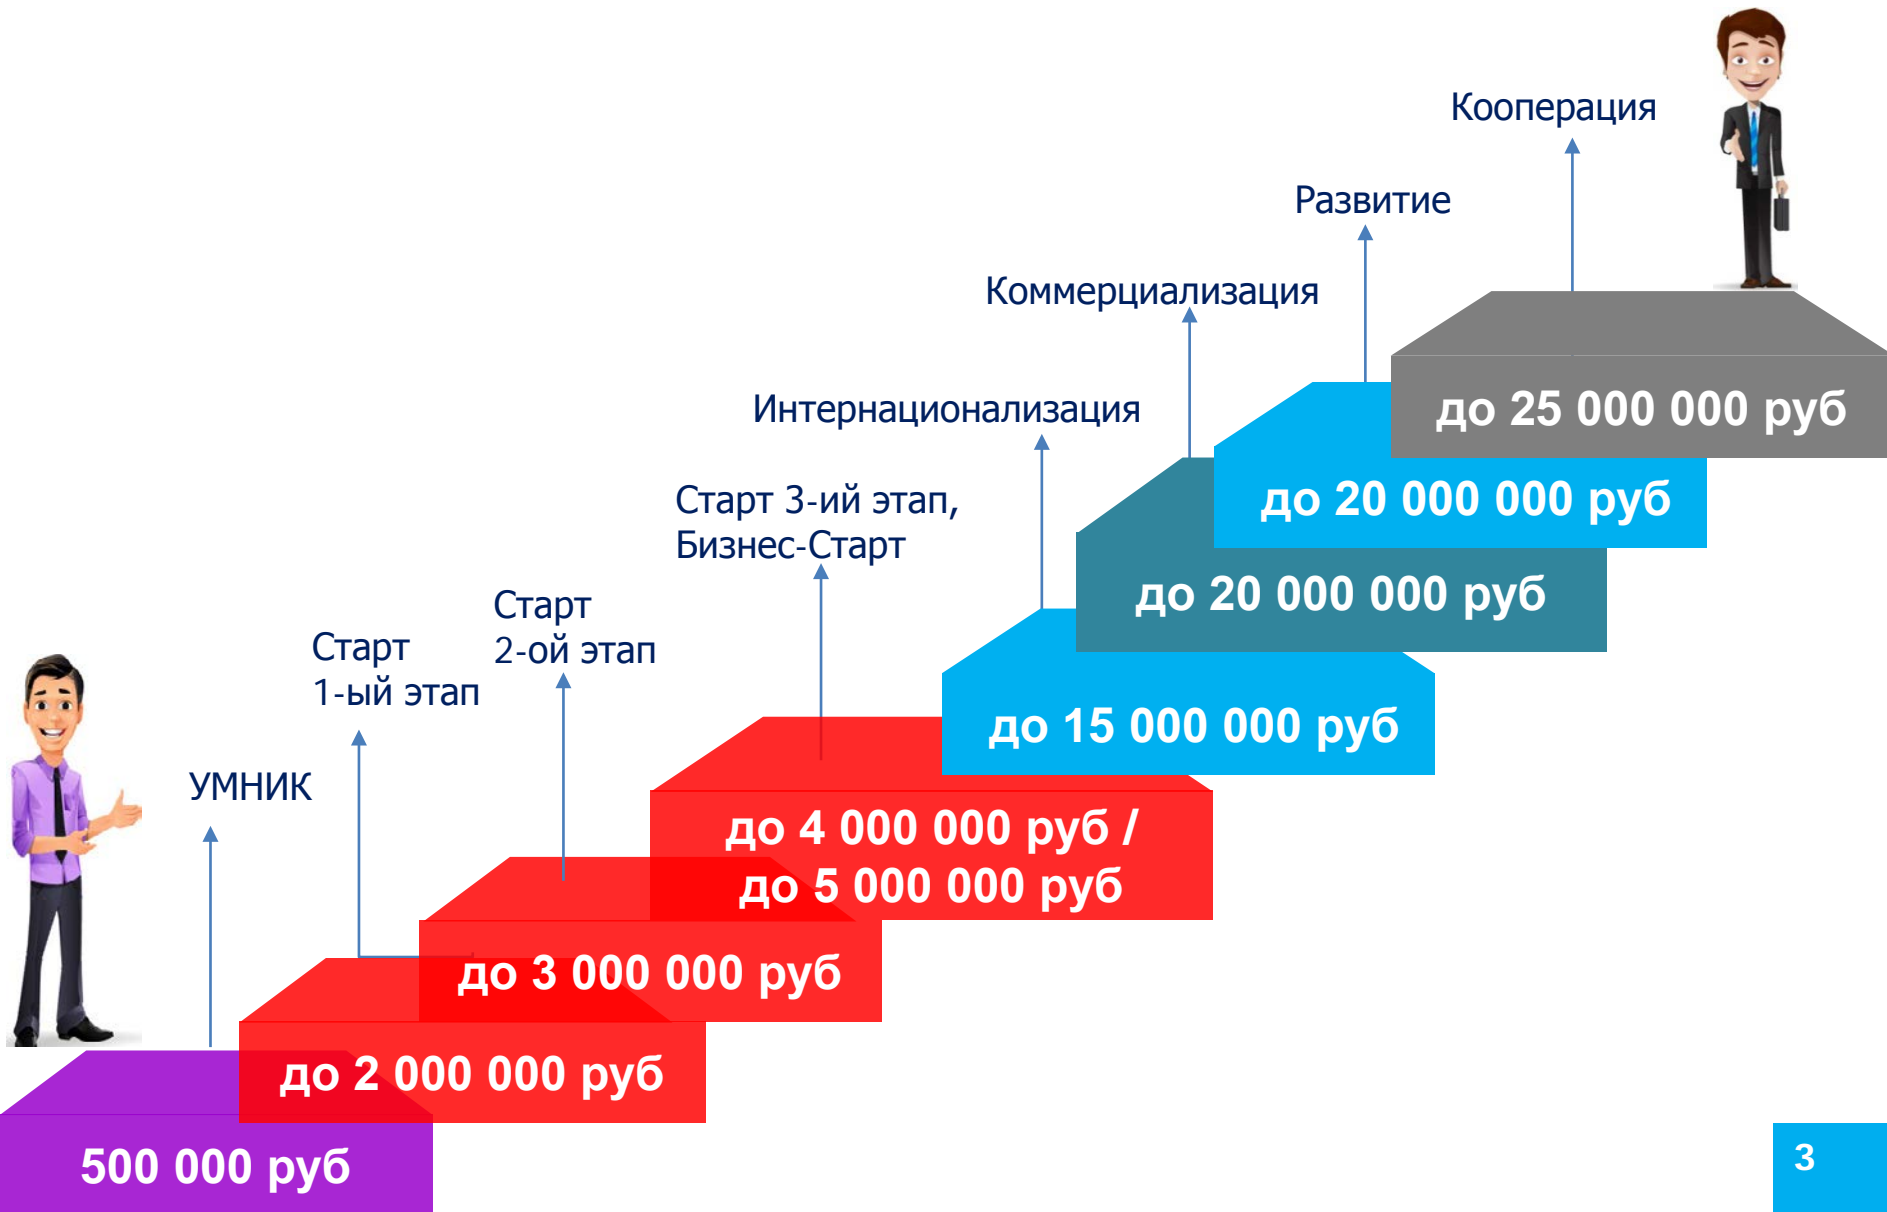 Кооперация
Развитие
Коммерциализация
Интернационализация
Старт 3-ий этап,
Бизнес-Старт
Старт
2-ой этап
Старт
1-ый этап
УМНИК
до 25 000 000 руб
до 20 000 000 руб
до 20 000 000 руб
до 15 000 000 руб
до 4 000 000 руб /
до 5 000 000 руб
до 3 000 000 руб
до 2 000 000 руб
500 000 руб
3